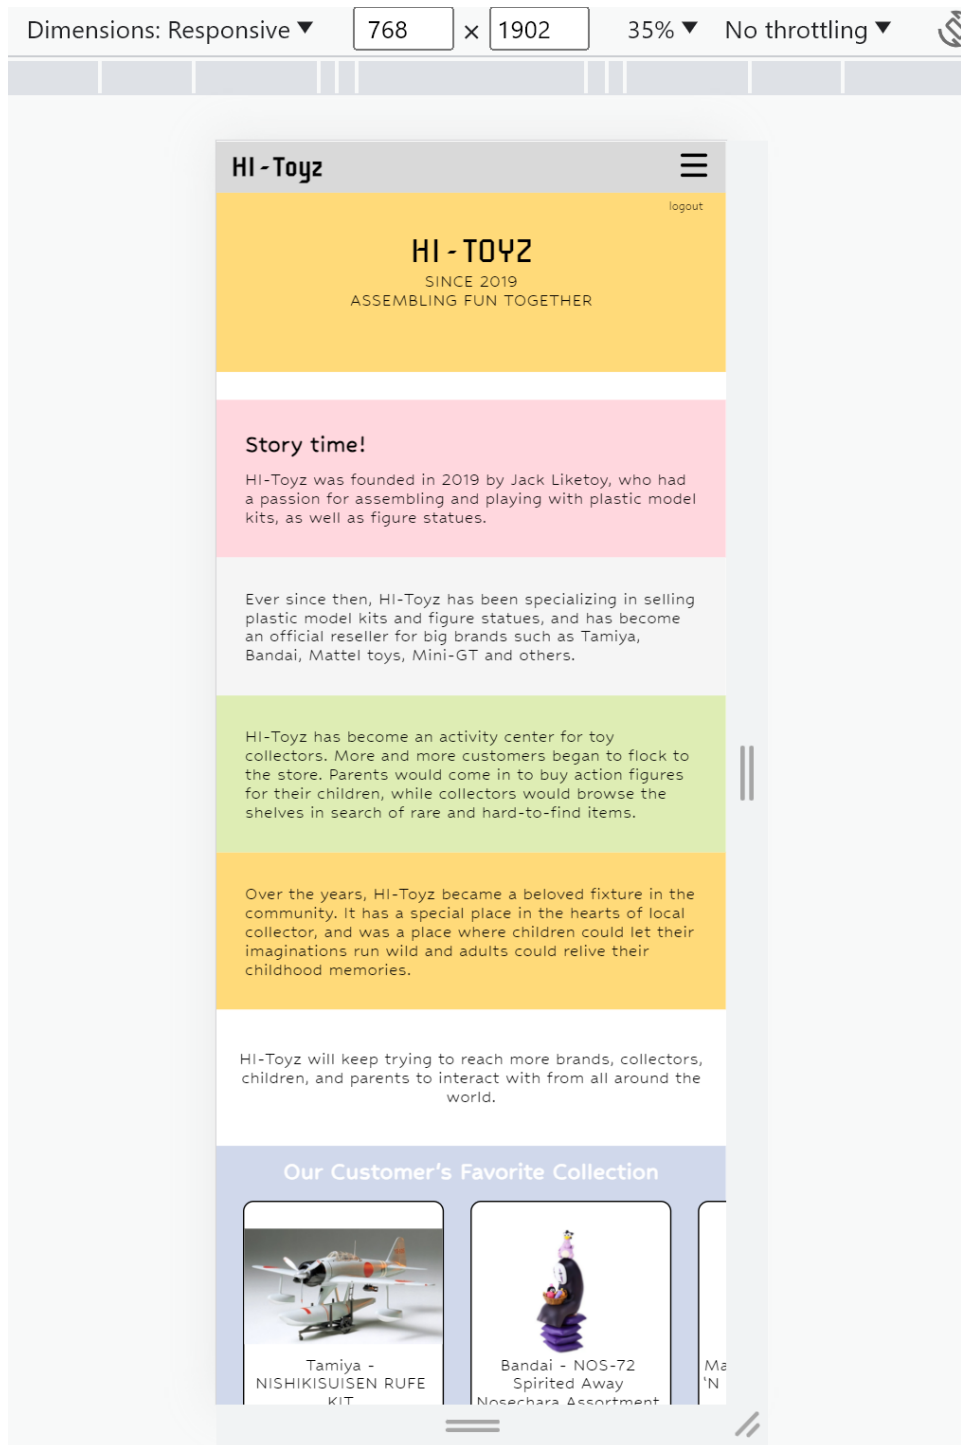 Dimensions: Responsive ▼ 768 × 1902 35% ▼ No throttling ▼
HI-Toyz
logout
HI-TOYZ
SINCE 2019
ASSEMBLING FUN TOGETHER
Story time!
HI-Toyz was founded in 2019 by Jack Liketoy, who had
a passion for assembling and playing with plastic model
kits, as well as figure statues.
Ever since then, HI-Toyz has been specializing in selling
plastic model kits and figure statues, and has become
an official reseller for big brands such as Tamiya,
Bandai, Mattel toys, Mini-GT and others.
HI-Toyz has become an activity center for toy
collectors. More and more customers began to flock to
the store. Parents would come in to buy action figures
for their children, while collectors would browse the
shelves in search of rare and hard-to-find items.
Over the years, HI-Toyz became a beloved fixture in the
community. It has a special place in the hearts of local
collector, and was a place where children could let their
imaginations run wild and adults could relive their
childhood memories.
HI-Toyz will keep trying to reach more brands, collectors,
children, and parents to interact with from all around the
world.
Our Customer's Favorite Collection
Tamiya -
NISHIKISUISEN RUFE
KIT
Bandai - NOS-72
Spirited Away
Nosechara Assortment
Ma
'N